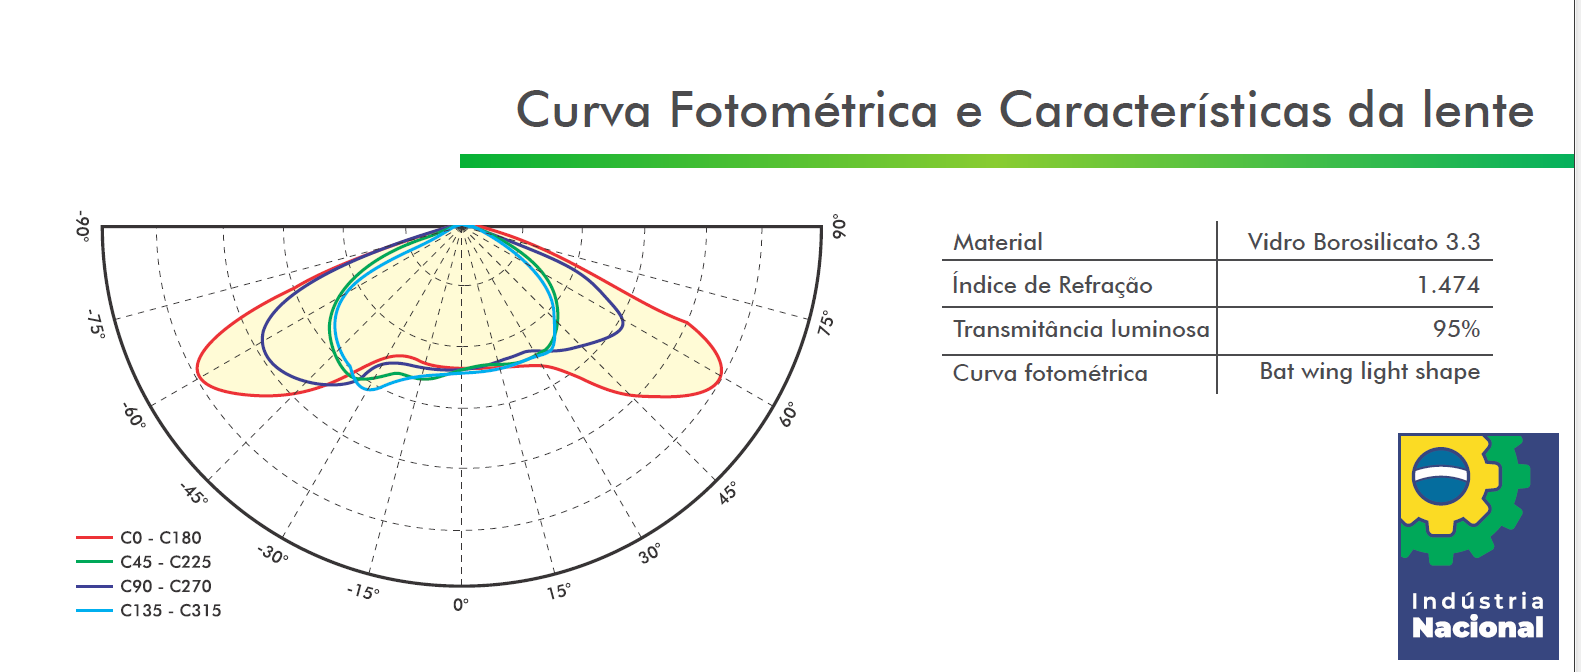 Curva Fotométrica e Características da lente
-90°
90°
-75°
75°
-60°
60°
-45°
45°
-30°
30°
-15°
15°
0°
C0 - C180
C45 - C225
C90 - C270
C135 - C315
Material Vidro Borosilicato 3.3
Índice de Refração 1.474
Transmitância luminosa 95%
Curva fotométrica Bat wing light shape
Indústria
Nacional